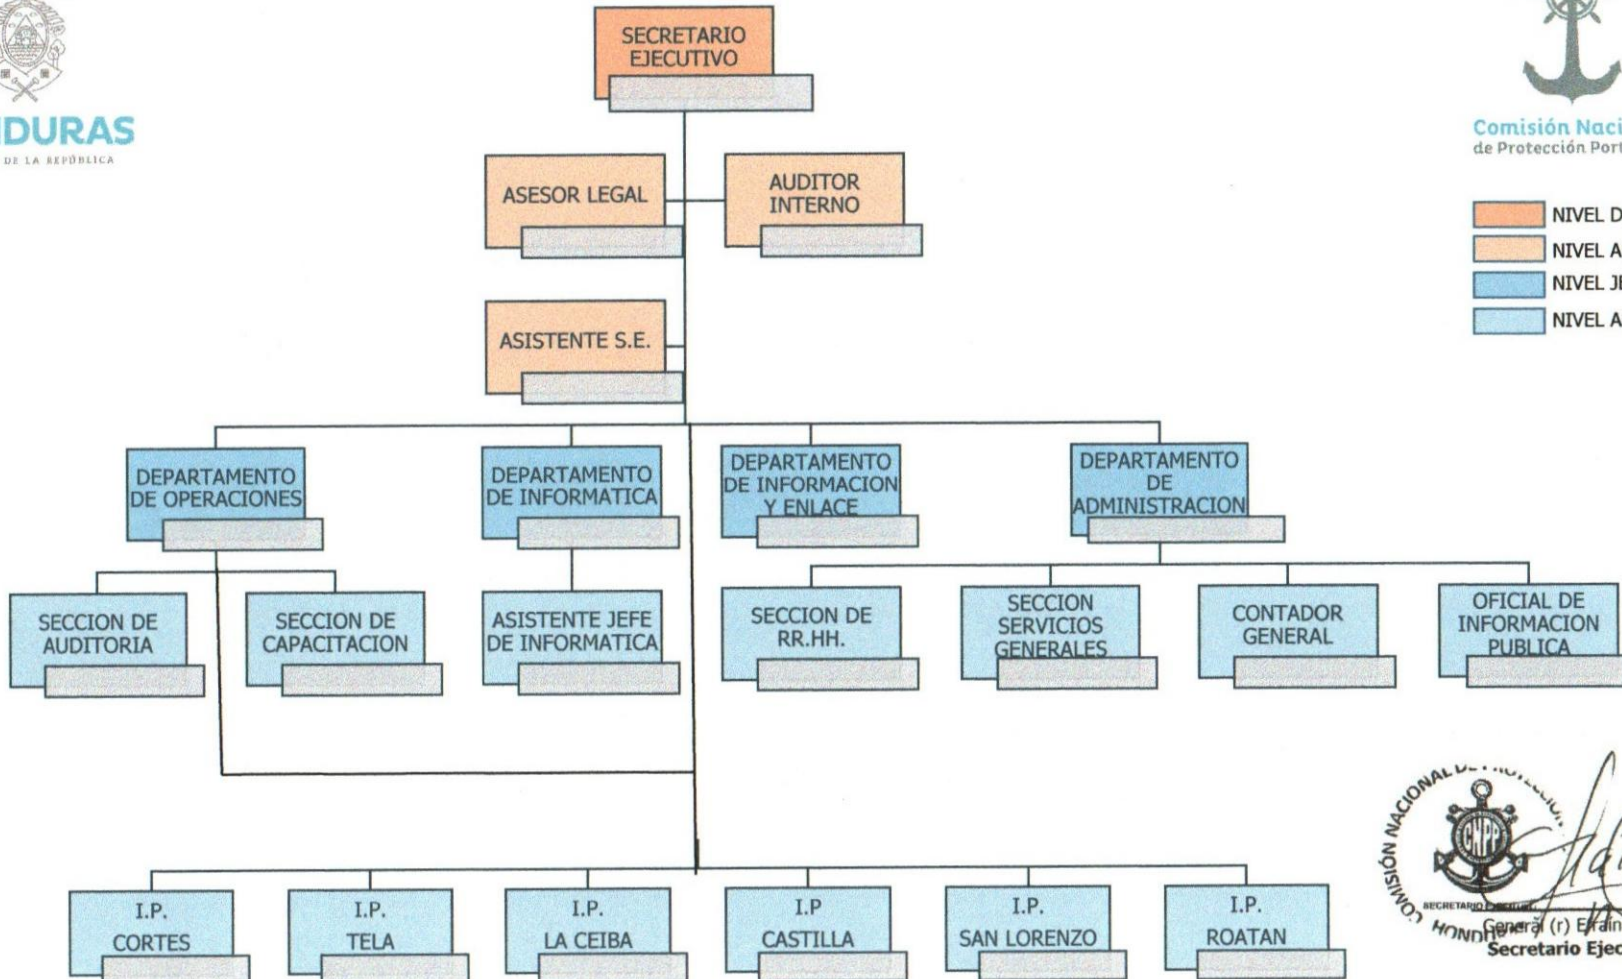 SECRETARIO
EJECUTIVO
DURAS
DE LA REPÚBLICA
Comisión Naci
de Protección Port
ASESOR LEGAL
AUDITOR
INTERNO
NIVEL D
NIVEL A
NIVEL JE
NIVEL A
ASISTENTE S.E.
DEPARTAMENTO
DE OPERACIONES
DEPARTAMENTO
DE INFORMATICA
DEPARTAMENTO
DE INFORMACION
Y ENLACE
DEPARTAMENTO
DE
ADMINISTRACION
SECCION DE
AUDITORIA
SECCION DE
CAPACITACION
ASISTENTE JEFE
DE INFORMATICA
SECCION DE
RR.HH.
SECCION
SERVICIOS
GENERALES
CONTADOR
GENERAL
OFICIAL DE
INFORMACION
PUBLICA
I.P.
CORTES
I.P.
TELA
I.P.
LA CEIBA
I.P
CASTILLA
I.P.
SAN LORENZO
I.P.
ROATAN
COMISIÓN NACIONAL DE
CNPP
SECRETARIO
General (r) Efraín
Secretario Ejec